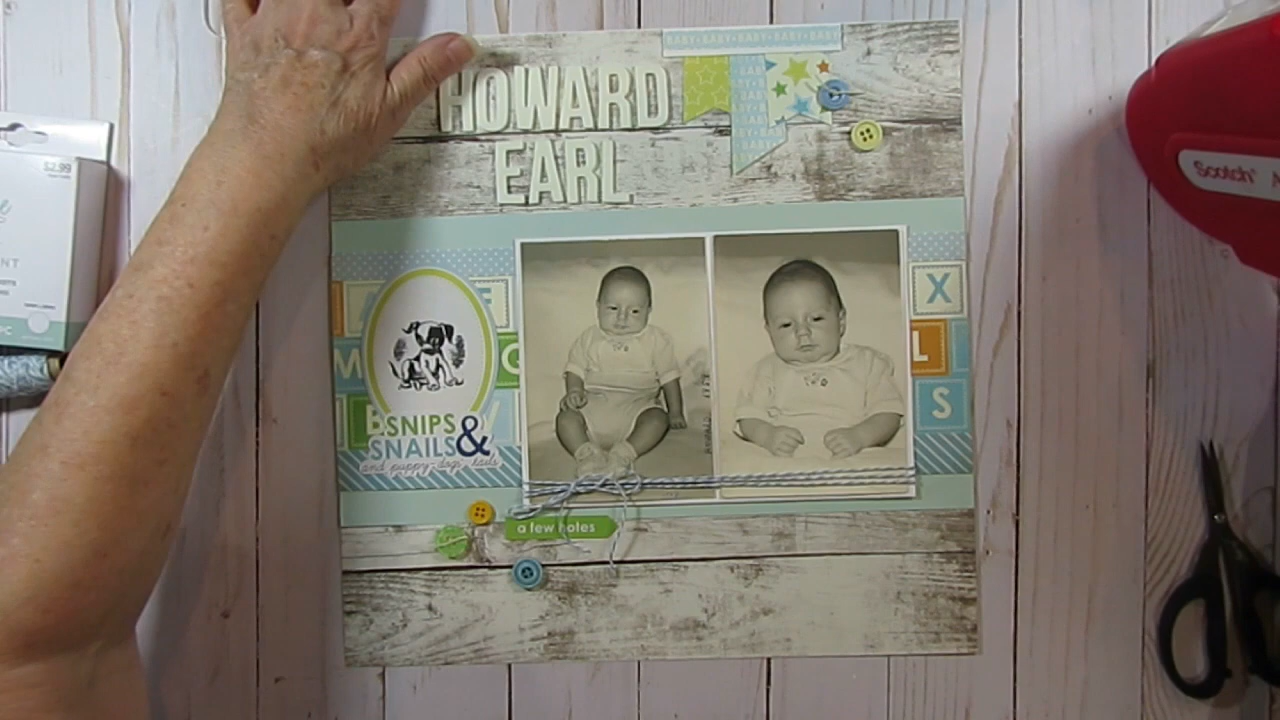 BABY•BABY•BABY•BABY•BABY
HOWARD
EARL
$2.99
Scotch
X
L
S
M
G
B
SNIPS
SNAILS &
and puppy-dogs' tails
a few notes